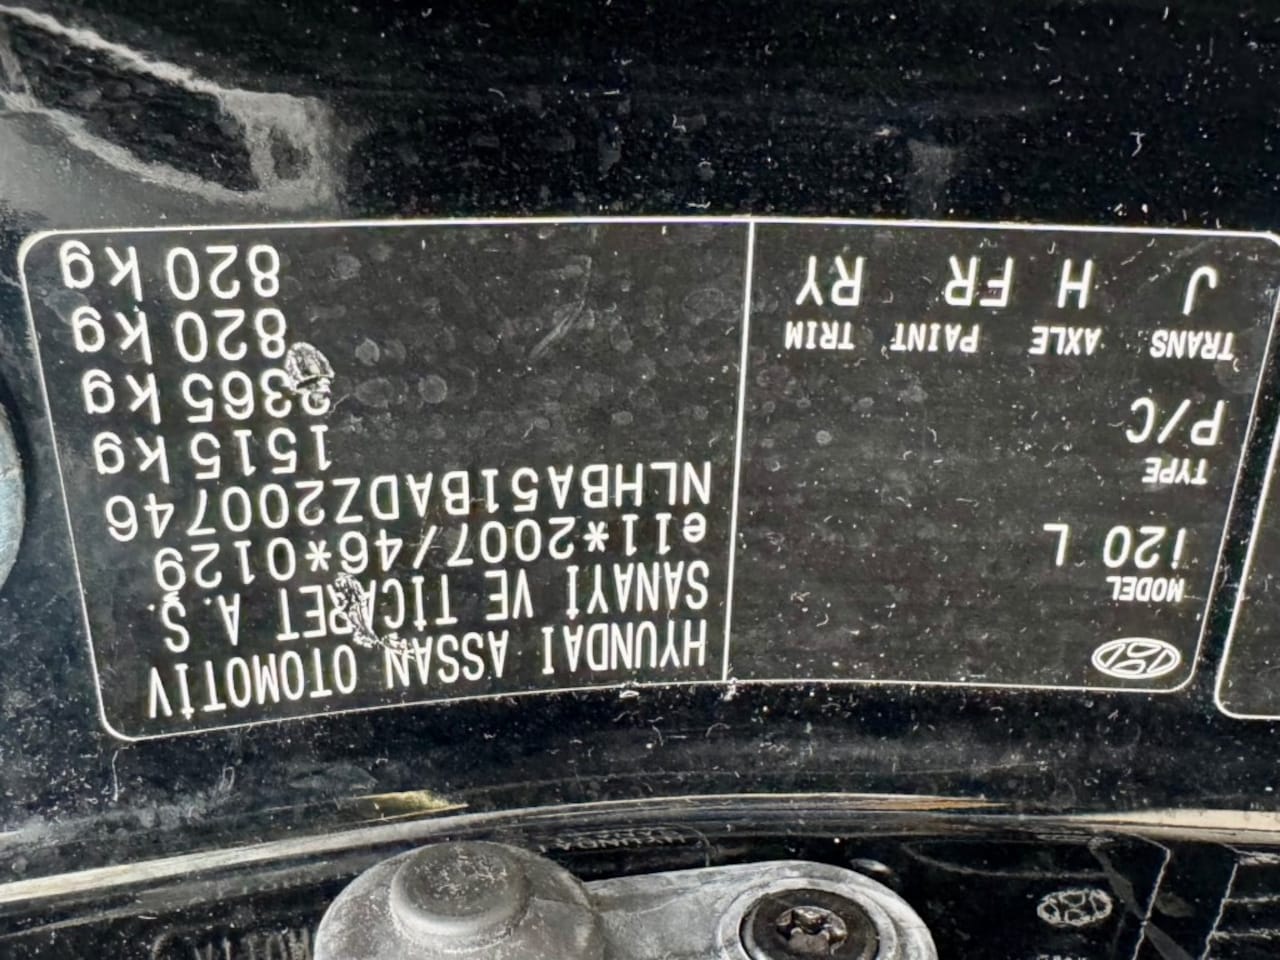 MODEL
i20 L
TYPE
P/C
TRANS AXLE PAINT TRIM
J H FR RY
HYUNDAI ASSAN OTOMOTİV
SANAYİ VE TİCARET A.Ş.
e11*2007/46*0129
NLHBA51BADZ200746
1515 kg
2365 kg
820 kg
820 kg